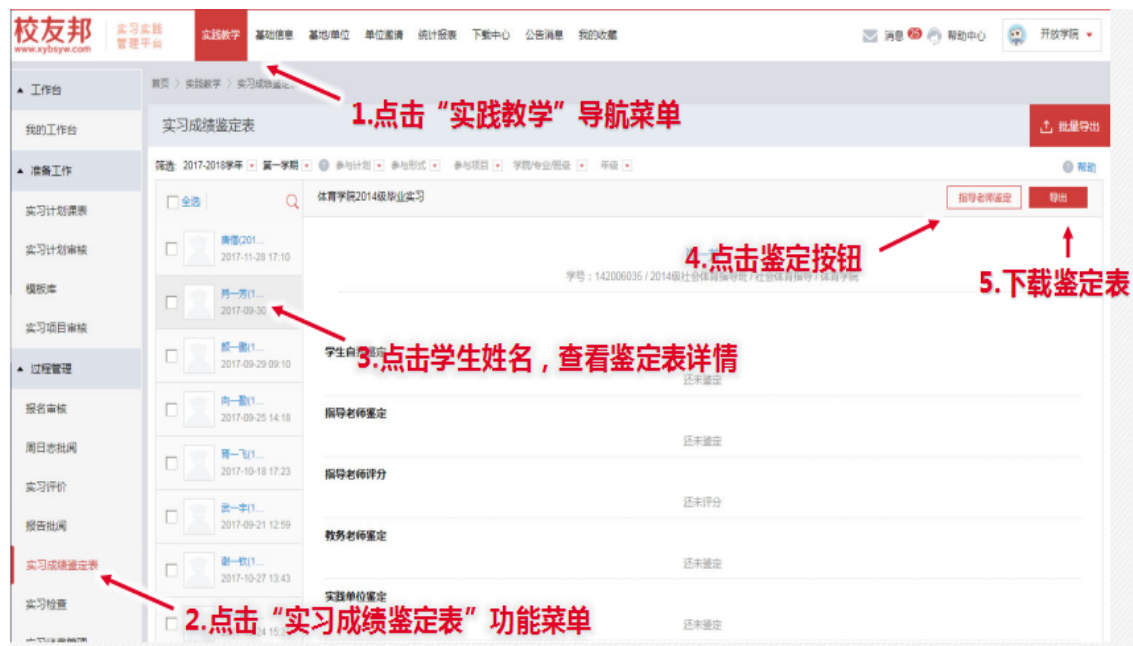 校友邦
www.xybsyw.com
实习实践
管理平台
实践教学 基础信息 基地/单位 单位邀请 统计报表 下载中心 公告消息 我的收藏
消息 帮助中心 开放学院
首页 > 实践教学 > 实习成绩鉴定
1.点击“实践教学”导航菜单
工作台
我的工作台
准备工作
实习计划课表
实习计划审核
模板库
实习项目审核
过程管理
报名审核
周日志批阅
实习评价
报告批阅
实习成绩鉴定表
实习检查
实习成绩鉴定表
批量导出
筛选: 2017-2018学年 第一学期 参与计划 参与形式 参与项目 学院/专业/班级 年级
帮助
全选
体育学院2014级毕业实习
指导老师鉴定
导出
(201...
2017-11-28 17:10
2017-09-30
2017-09-29 09:10
向一勤(1...
2017-09-25 14:18
2017-10-18 17:23
2017-09-21 12:59
谢一钦(1...
2017-10-27 13:43
4.点击鉴定按钮
5.下载鉴定表
学号：142006035 / 2014级社会体育指导班 / 社会体育指导 / 体育学院
3.点击学生姓名，查看鉴定表详情
学生自
还未鉴定
指导老师鉴定
还未鉴定
指导老师评分
还未评分
教务老师鉴定
还未鉴定
实践单位鉴定
还未鉴定
2.点击“实习成绩鉴定表”功能菜单